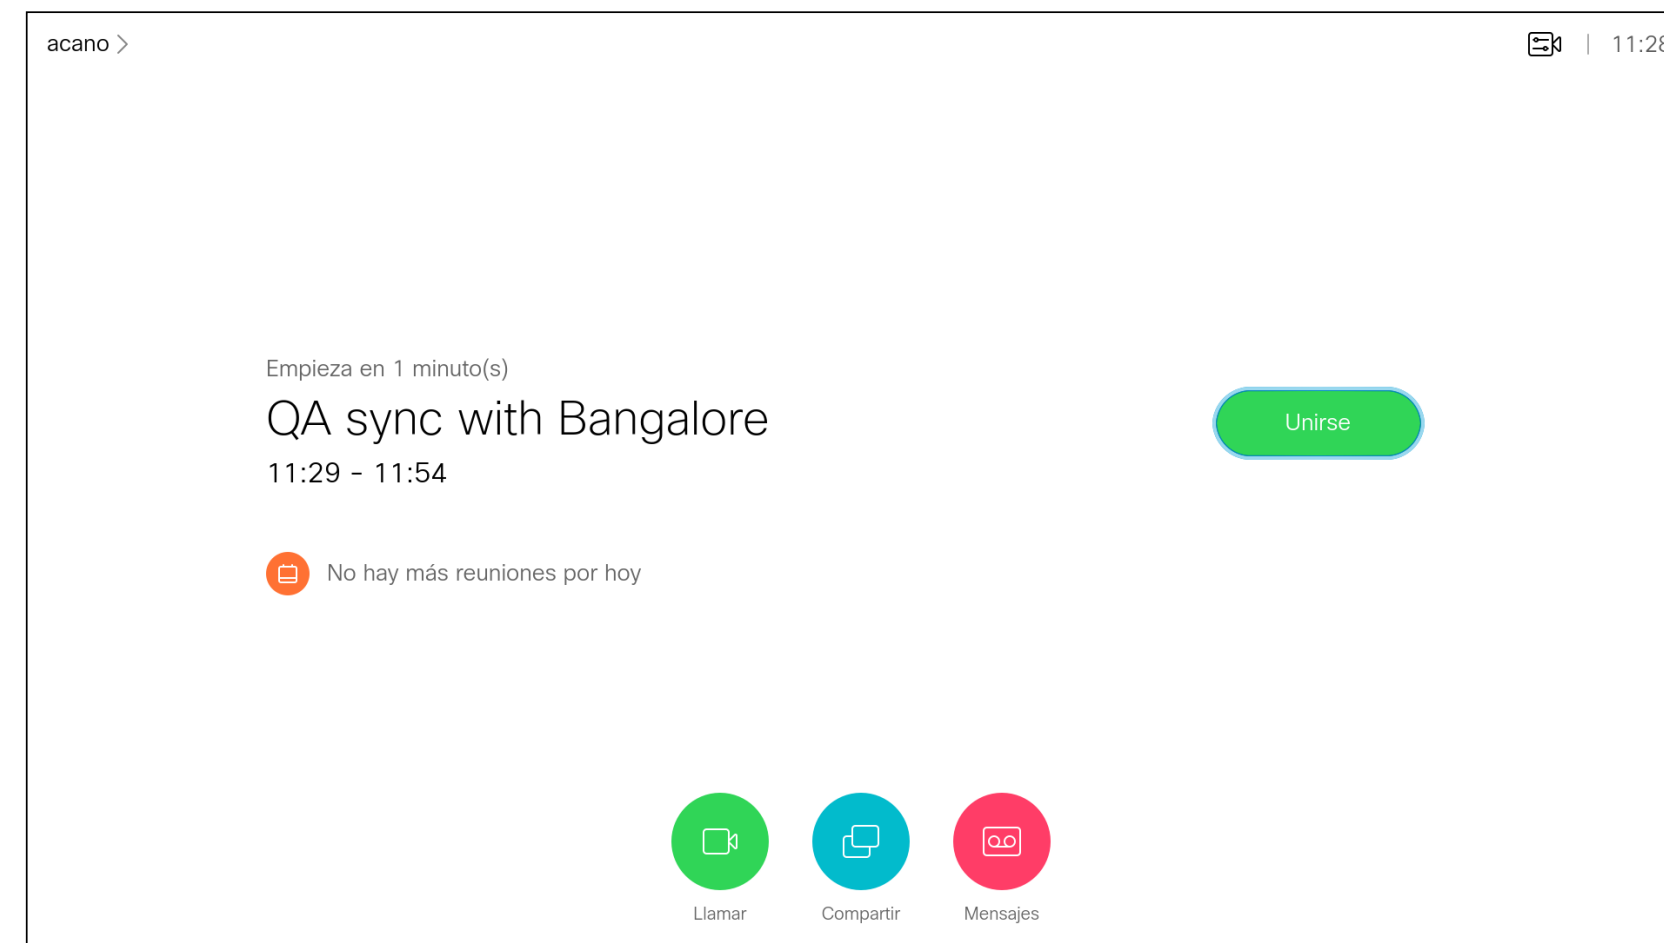 acano
11:28
Empieza en 1 minuto(s)
QA sync with Bangalore
11:29 - 11:54
Unirse
No hay más reuniones por hoy
Llamar
Compartir
Mensajes